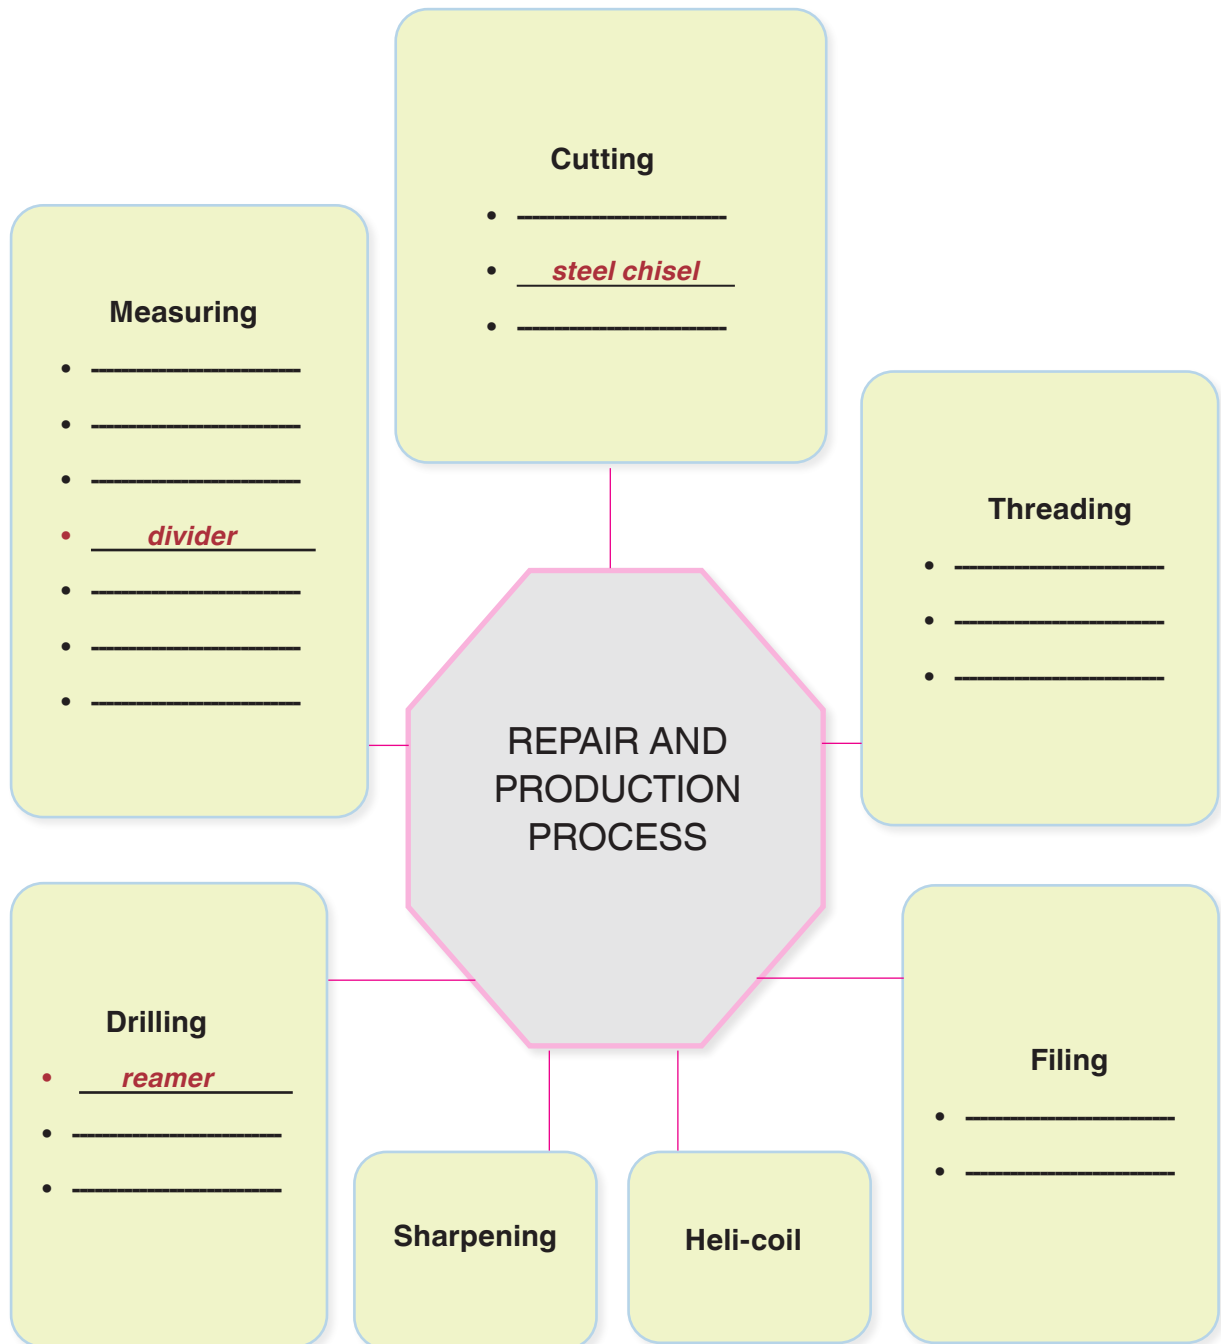 Cutting
•
• steel chisel
•
Measuring
•
•
•
• divider
•
•
•
Threading
•
•
•
REPAIR AND
PRODUCTION
PROCESS
Drilling
• reamer
•
•
Filing
•
•
Sharpening
Heli-coil